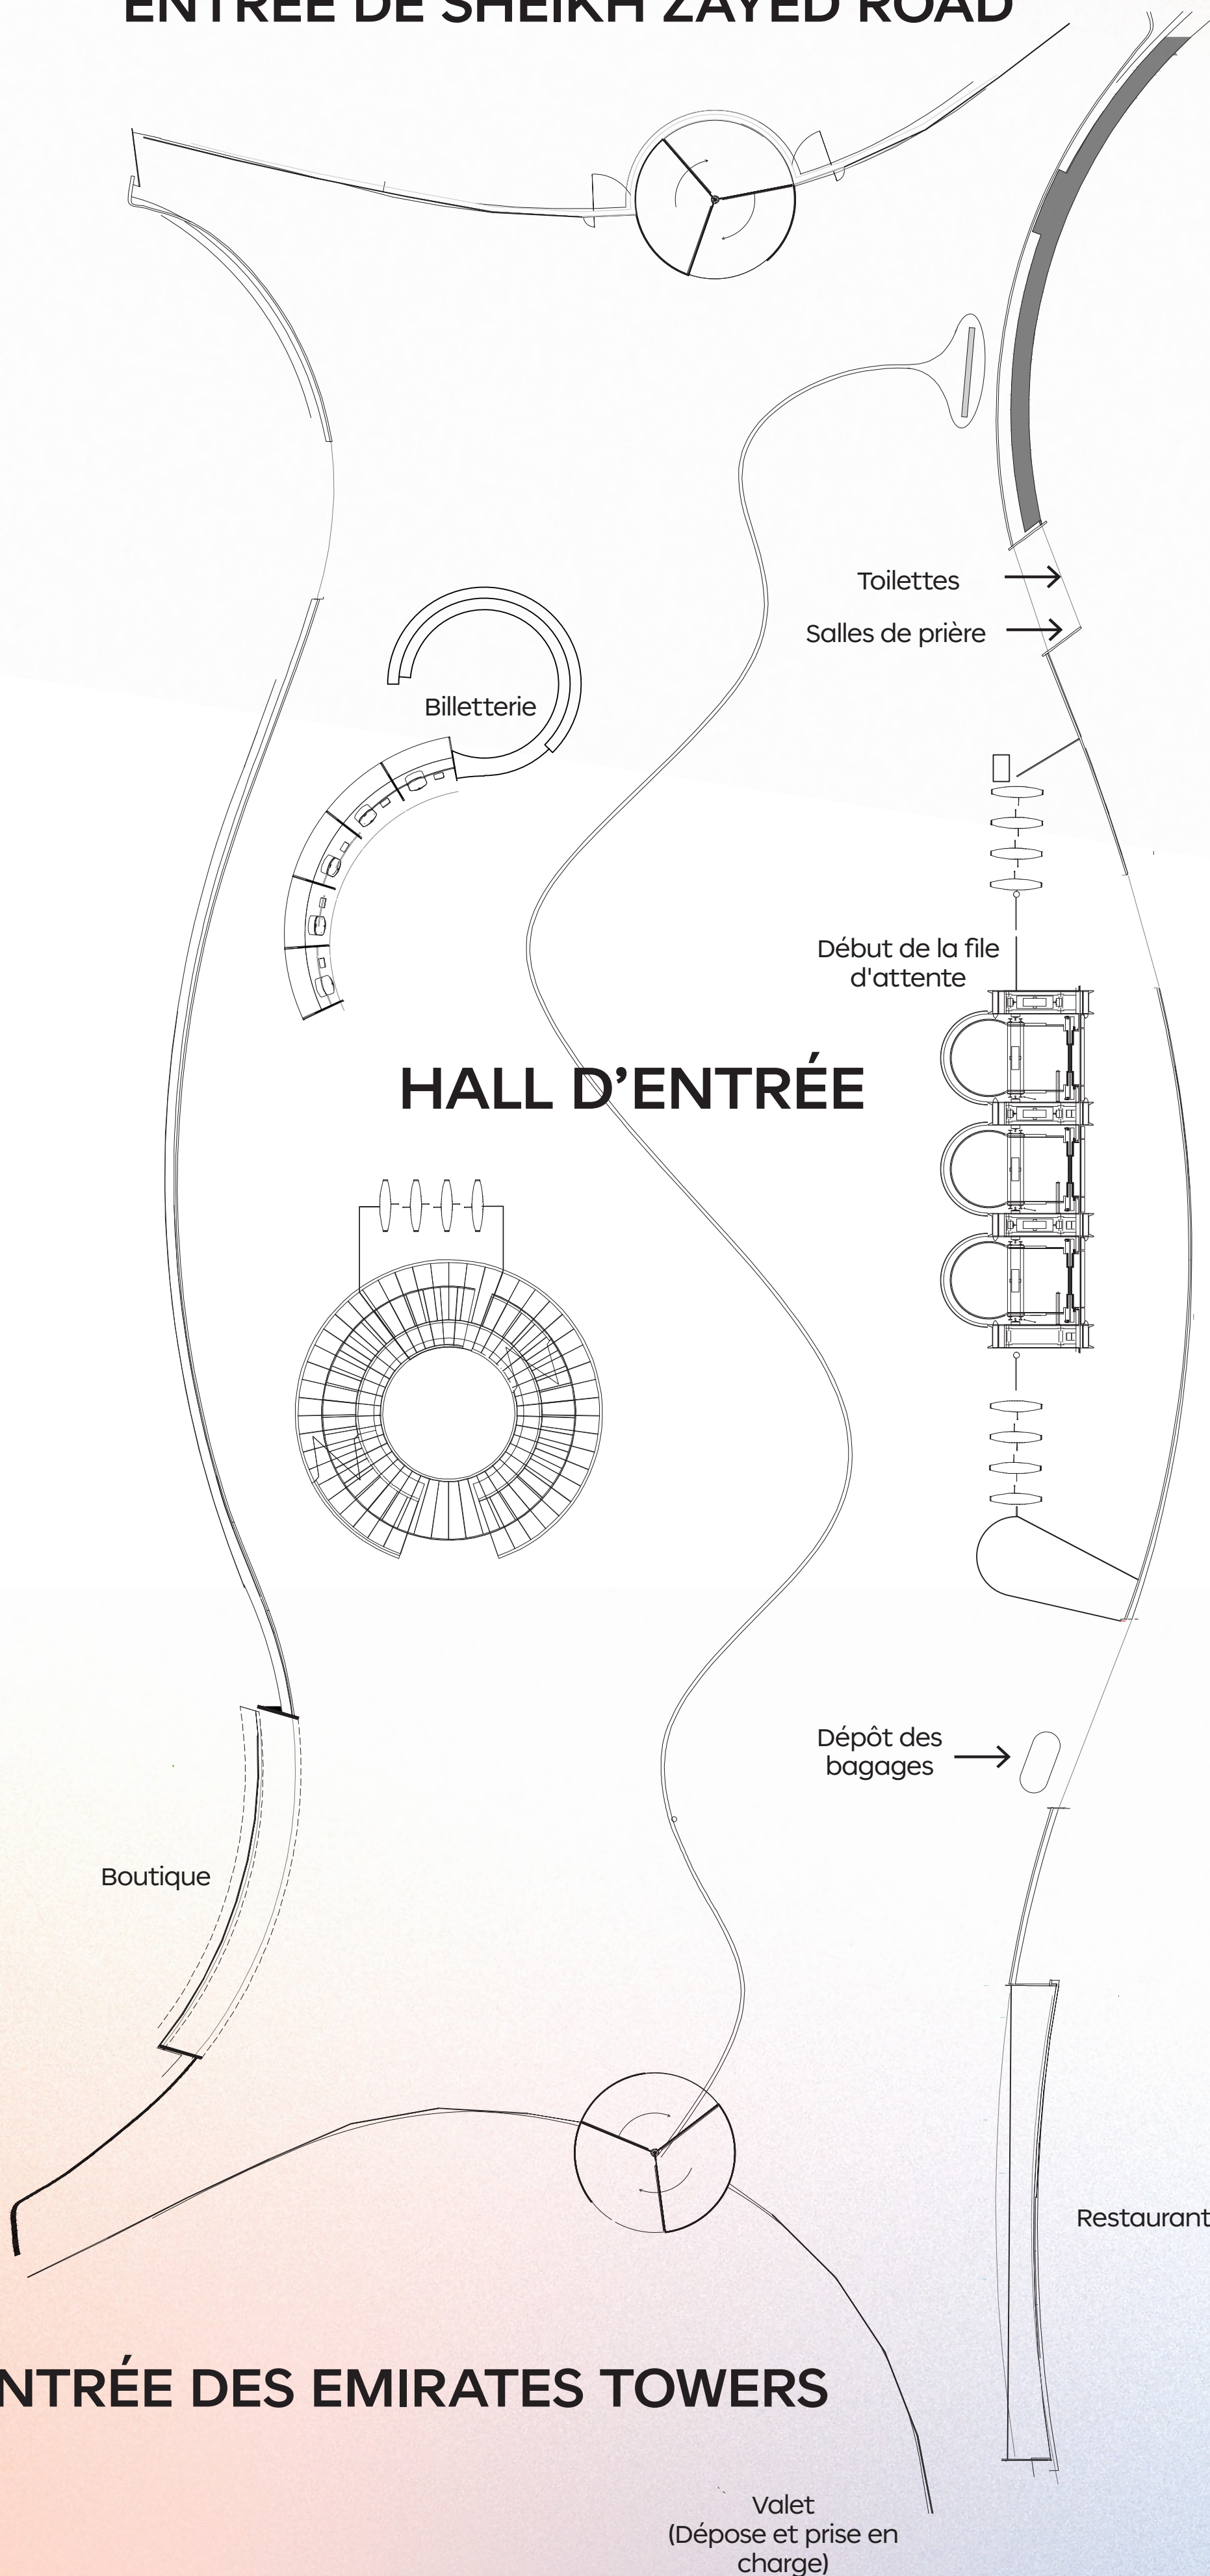 ENTRÉE DE SHEIKH ZAYED ROAD
Toilettes
Salles de prière
Billetterie
Début de la file
d'attente
HALL D’ENTRÉE
Dépôt des
bagages
Boutique
Restaurant
NTRÉE DES EMIRATES TOWERS
Valet
(Dépose et prise en
charge)